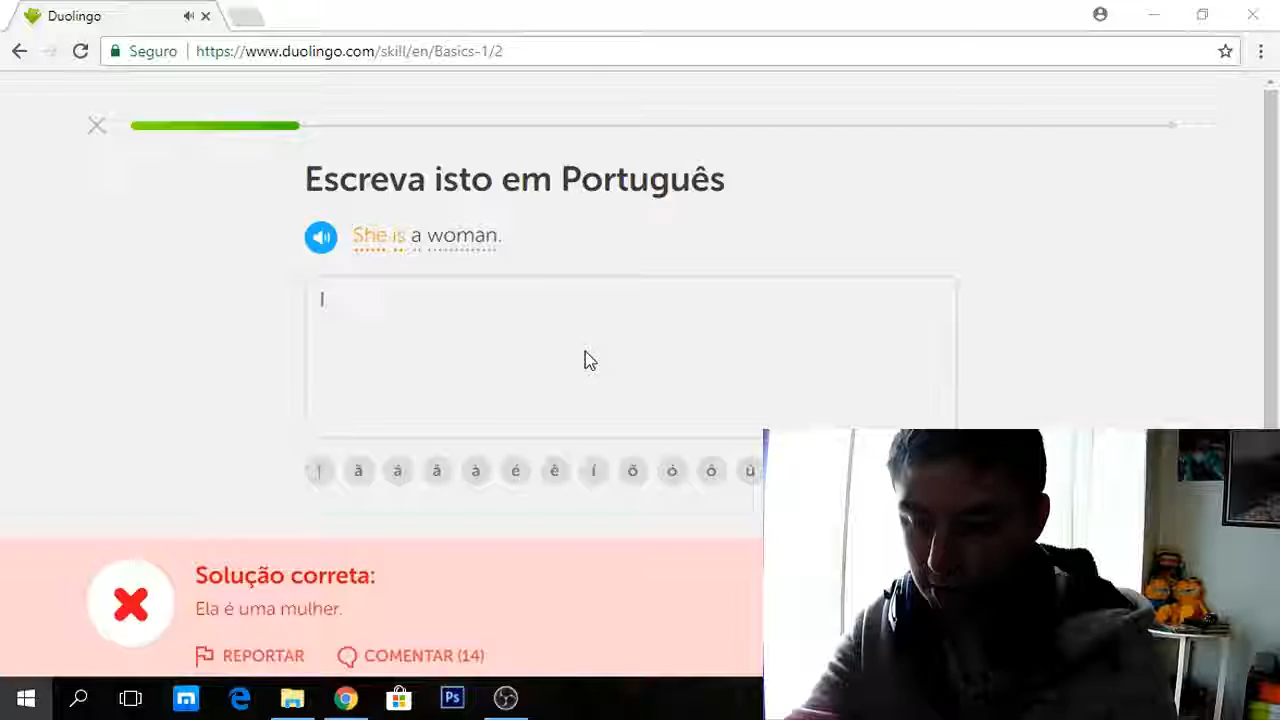 Duolingo
Seguro
https://www.duolingo.com/skill/en/Basics-1/2
Escreva isto em Português
She is a woman.
ã á â à é ê í õ ó ô ú
Solução correta:
Ela é uma mulher.
REPORTAR
COMENTAR (14)
Ps